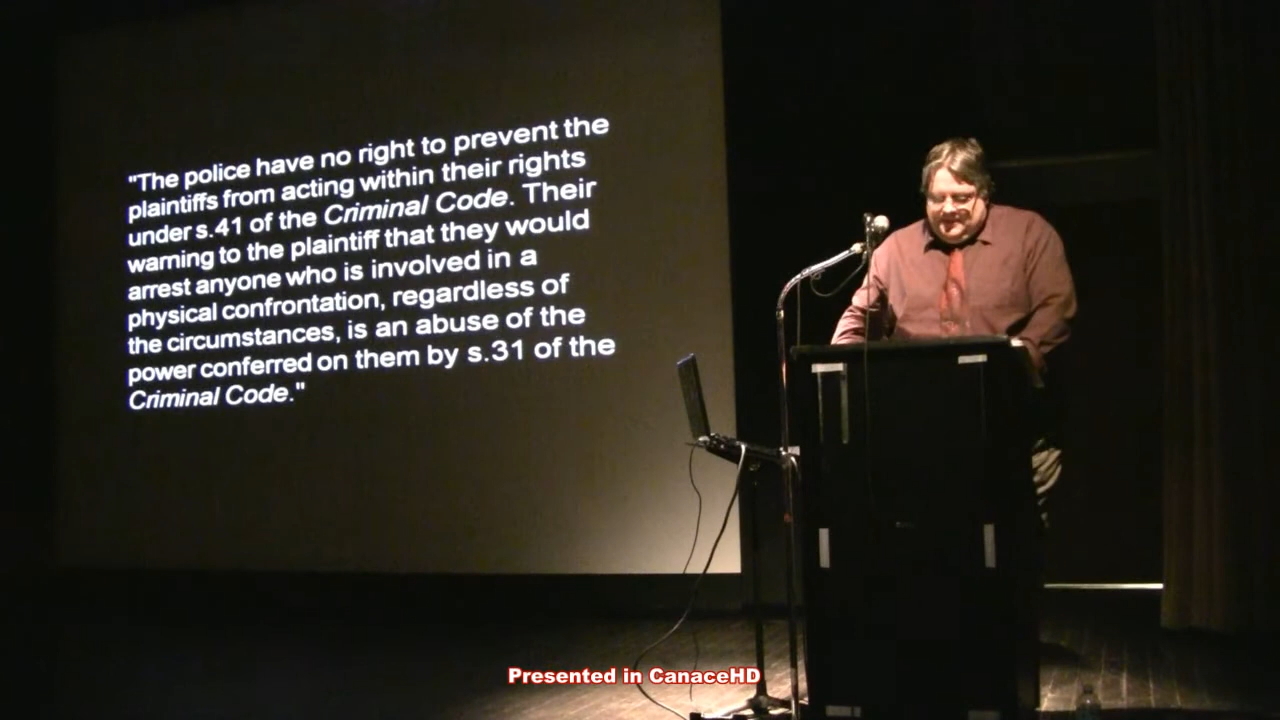 "The police have no right to prevent the
plaintiffs from acting within their rights
under s.41 of the Criminal Code. Their
warning to the plaintiff that they would
arrest anyone who is involved in a
physical confrontation, regardless of
the circumstances, is an abuse of the
power conferred on them by s.31 of the
Criminal Code."
Presented in CanaceHD